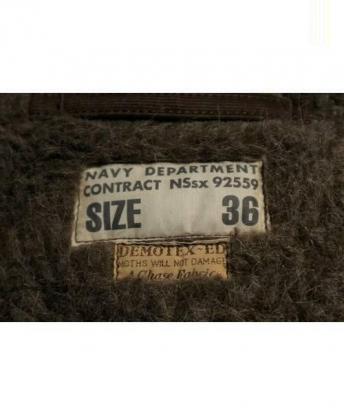 NAVY DEPARTMENT
CONTRACT NSsx 92559
SIZE 36
DEMOTEX-ED
MOTHS WILL NOT DAMAGE
A Chase Fabric